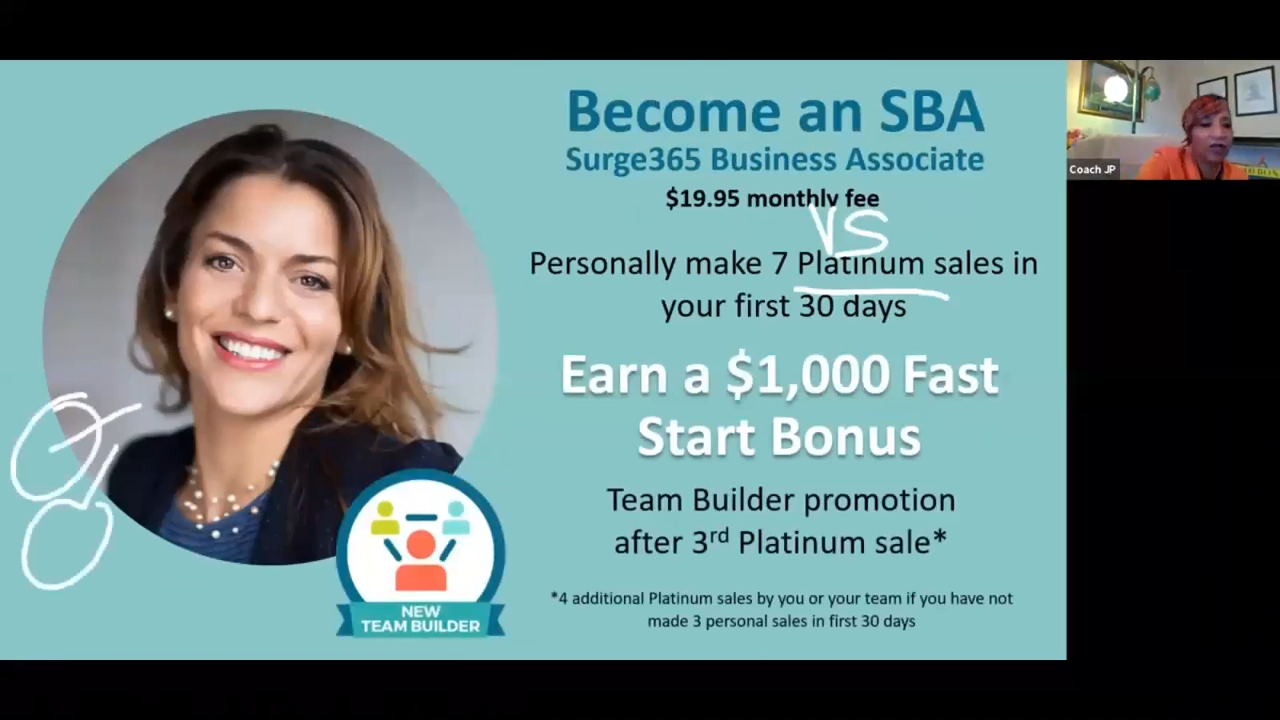 Become an SBA
Surge365 Business Associate
$19.95 monthly fee
VS
Personally make 7 Platinum sales in
your first 30 days
Earn a $1,000 Fast
Start Bonus
Team Builder promotion
after 3rd Platinum sale*
*4 additional Platinum sales by you or your team if you have not
made 3 personal sales in first 30 days
NEW
TEAM BUILDER
Coach JP